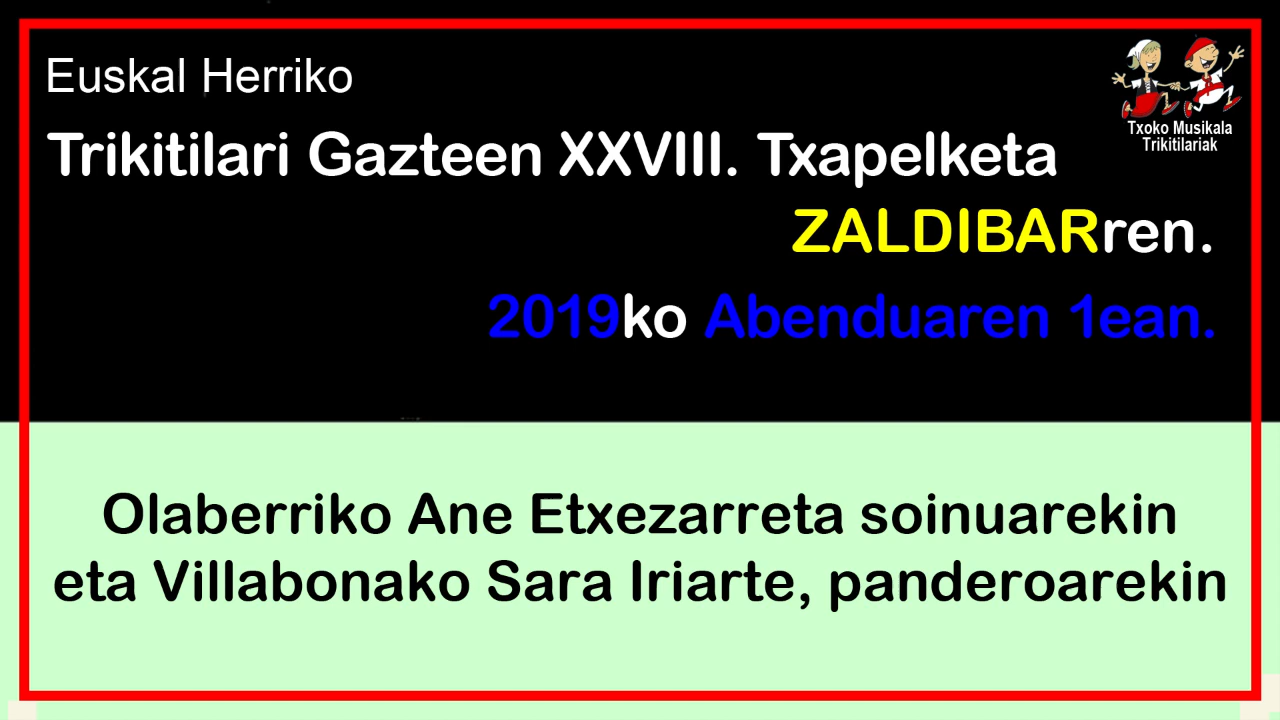 Euskal Herriko
Txoko Musikala
Trikitilariak
Trikitilari Gazteen XXVIII. Txapelketa
ZALDIBARren.
2019ko Abenduaren 1ean.
Olaberriko Ane Etxezarreta soinuarekin
eta Villabonako Sara Iriarte, panderoarekin